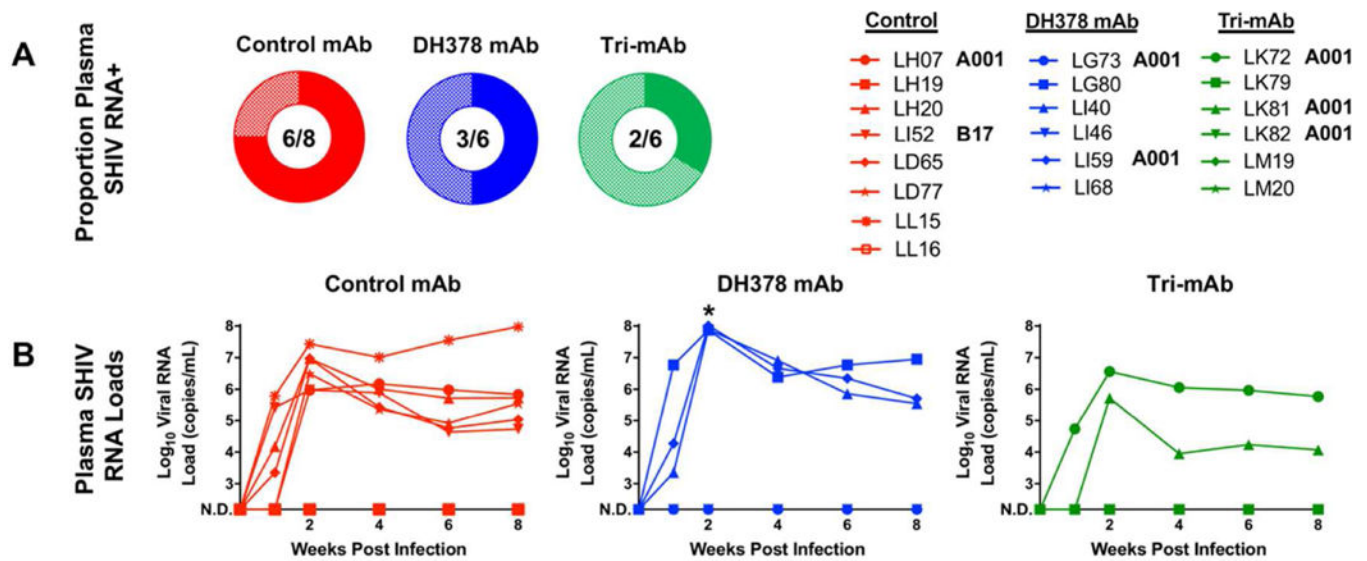 A
Proportion Plasma
SHIV RNA+
Control mAb
6/8
DH378 mAb
3/6
Tri-mAb
2/6
Control
LH07 A001
LH19
LH20
LI52 B17
LD65
LD77
LL15
LL16
DH378 mAb
LG73 A001
LG80
LI40
LI46
LI59 A001
LI68
Tri-mAb
LK72 A001
LK79
LK81 A001
LK82 A001
LM19
LM20
B
Plasma SHIV
RNA Loads
Control mAb
Log10 Viral RNA
Load (copies/mL)
8
7
6
5
4
3
N.D.
2 4 6 8
Weeks Post Infection
DH378 mAb
*
Log10 Viral RNA
Load (copies/mL)
8
7
6
5
4
3
N.D.
2 4 6 8
Weeks Post Infection
Tri-mAb
Log10 Viral RNA
Load (copies/mL)
8
7
6
5
4
3
N.D.
2 4 6 8
Weeks Post Infection